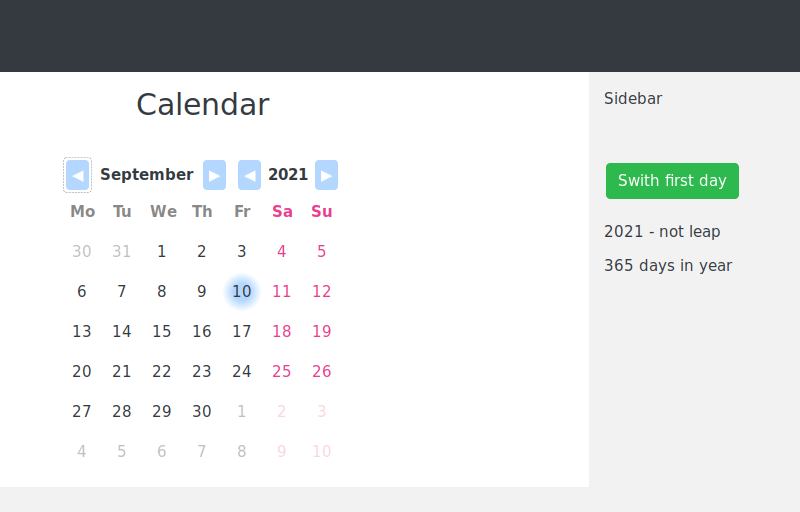 Calendar
◀ September ▶ ◀ 2021 ▶
Mo Tu We Th Fr Sa Su
30 31 1 2 3 4 5
6 7 8 9 10 11 12
13 14 15 16 17 18 19
20 21 22 23 24 25 26
27 28 29 30 1 2 3
4 5 6 7 8 9 10
Sidebar
Swith first day
2021 - not leap
365 days in year